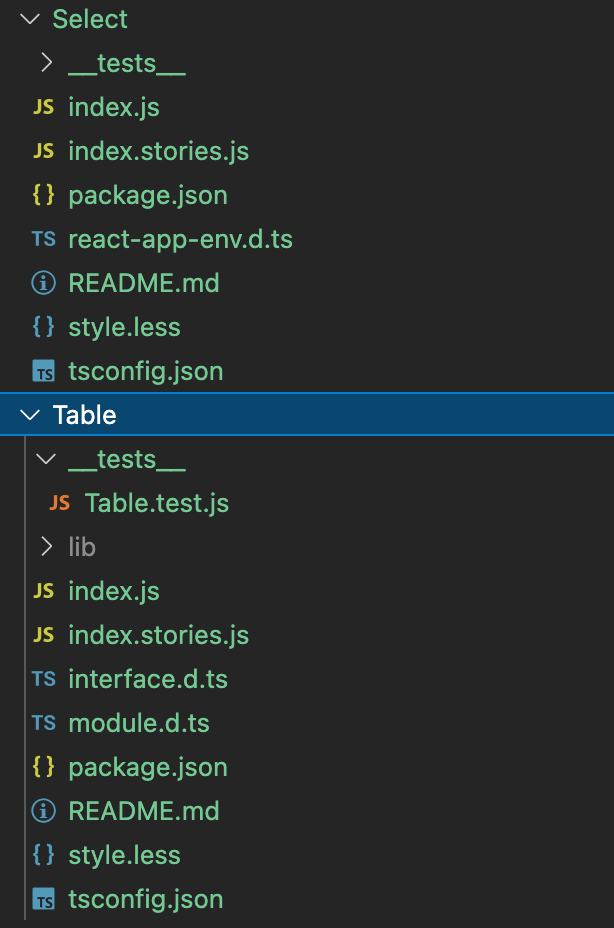 Select
__tests__
JS index.js
JS index.stories.js
{} package.json
TS react-app-env.d.ts
README.md
{} style.less
TS tsconfig.json
Table
__tests__
JS Table.test.js
lib
JS index.js
JS index.stories.js
TS interface.d.ts
TS module.d.ts
{} package.json
README.md
{} style.less
TS tsconfig.json